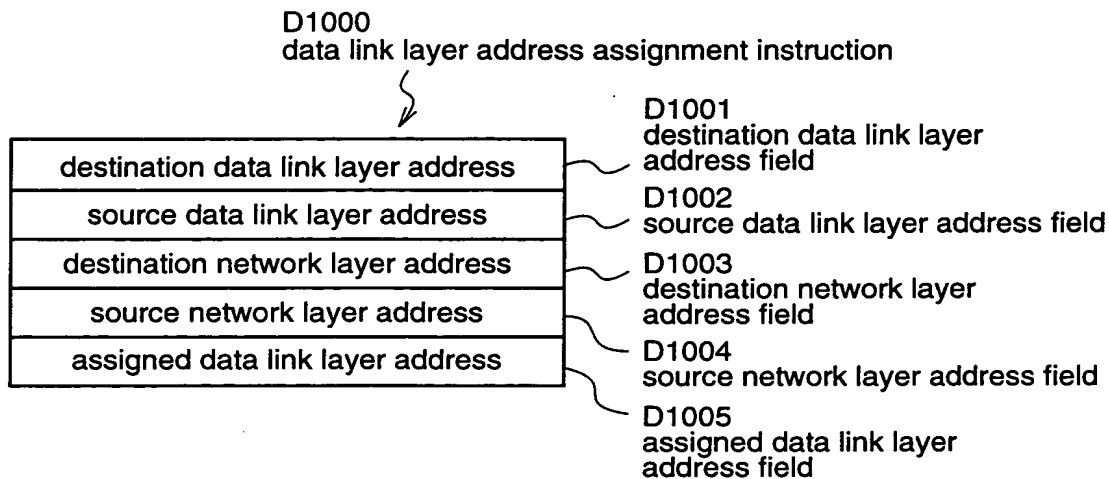 D1000
data link layer address assignment instruction
destination data link layer address
source data link layer address
destination network layer address
source network layer address
assigned data link layer address
D1001
destination data link layer
address field
D1002
source data link layer address field
D1003
destination network layer
address field
D1004
source network layer address field
D1005
assigned data link layer
address field